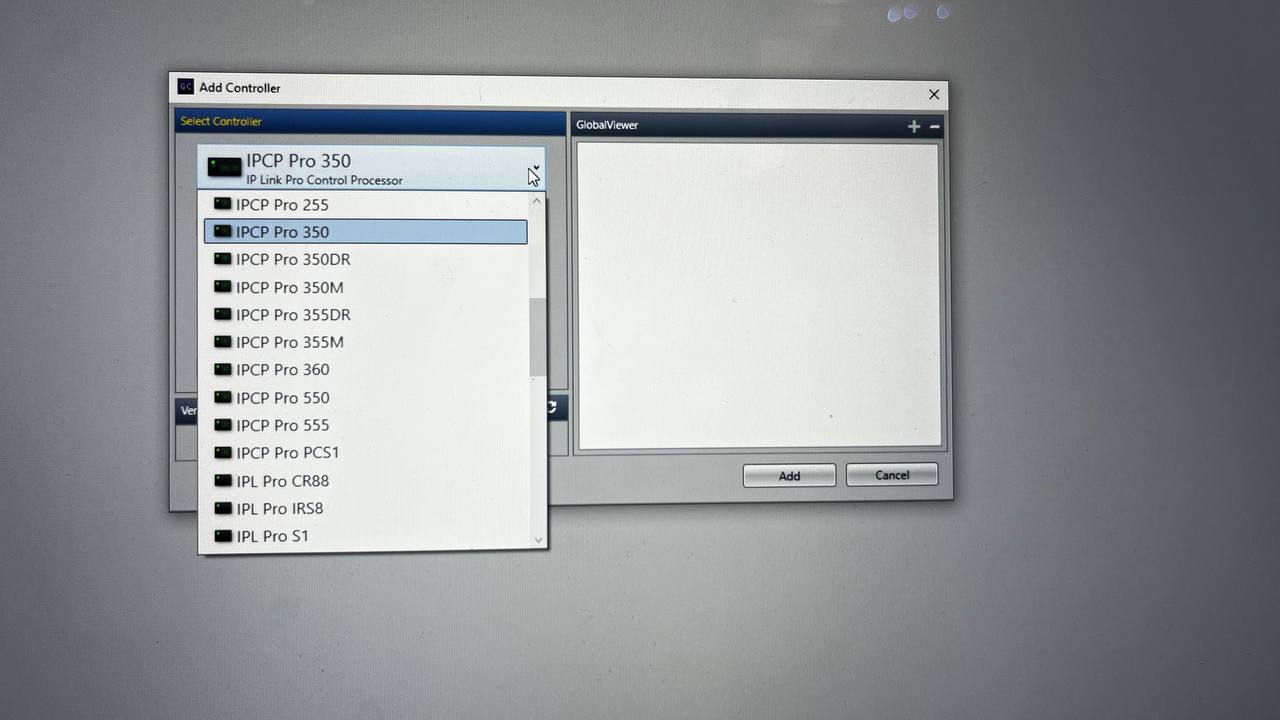 GC Add Controller
Select Controller
GlobalViewer
IPCP Pro 350
IP Link Pro Control Processor
IPCP Pro 255
IPCP Pro 350
IPCP Pro 350DR
IPCP Pro 350M
IPCP Pro 355DR
IPCP Pro 355M
IPCP Pro 360
IPCP Pro 550
IPCP Pro 555
IPCP Pro PCS1
IPL Pro CR88
IPL Pro IRS8
IPL Pro S1
Ver
Add
Cancel